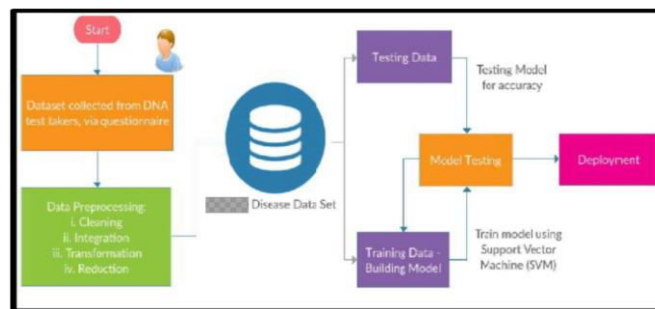 Start
Dataset collected from DNA
test takers, via questionnaire
Data Preprocessing:
i. Cleaning
ii. Integration
iii. Transformation
iv. Reduction
Disease Data Set
Testing Data
Testing Model
for accuracy
Model Testing
Deployment
Training Data -
Building Model
Train model using
Support Vector
Machine (SVM)